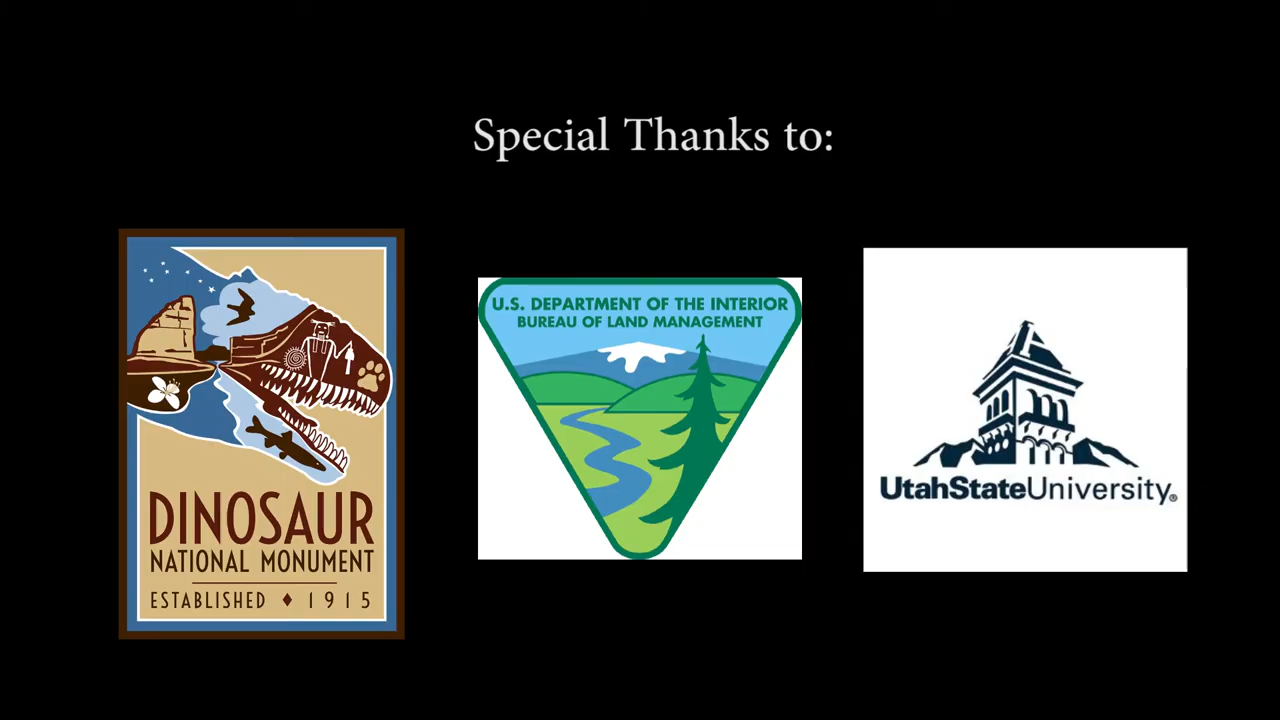 Special Thanks to:
DINOSAUR
NATIONAL MONUMENT
ESTABLISHED ♦ 1915
U.S. DEPARTMENT OF THE INTERIOR
BUREAU OF LAND MANAGEMENT
UtahStateUniversity®